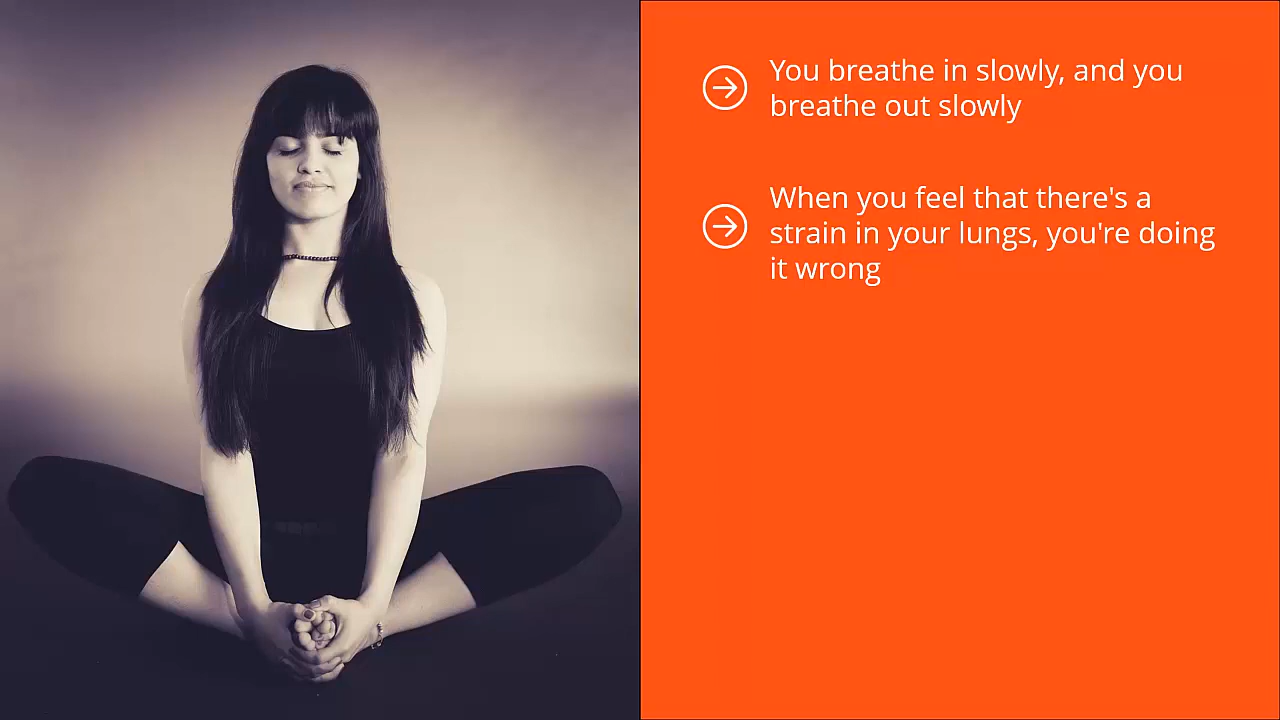 You breathe in slowly, and you
breathe out slowly
When you feel that there's a
strain in your lungs, you're doing
it wrong